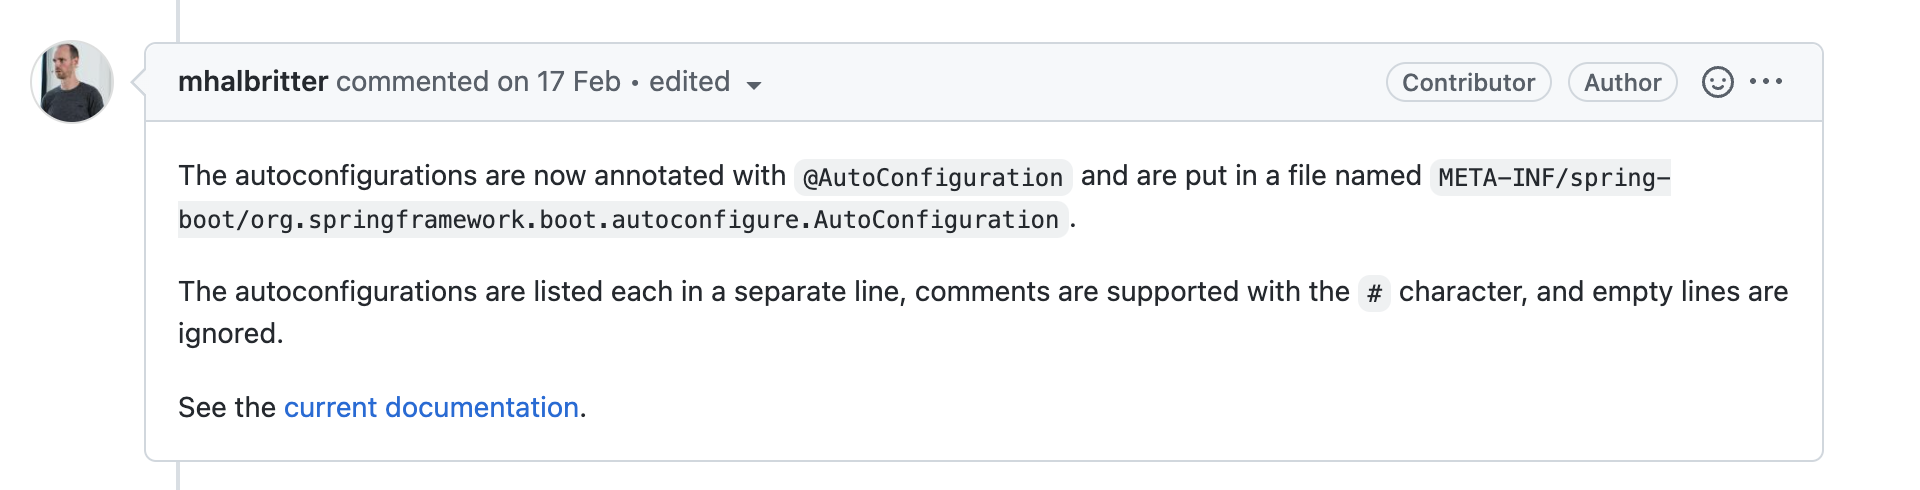 mhalbritter commented on 17 Feb • edited
Contributor
Author
The autoconfigurations are now annotated with @AutoConfiguration and are put in a file named META-INF/spring-
boot/org.springframework.boot.autoconfigure.AutoConfiguration.
The autoconfigurations are listed each in a separate line, comments are supported with the # character, and empty lines are
ignored.
See the current documentation.